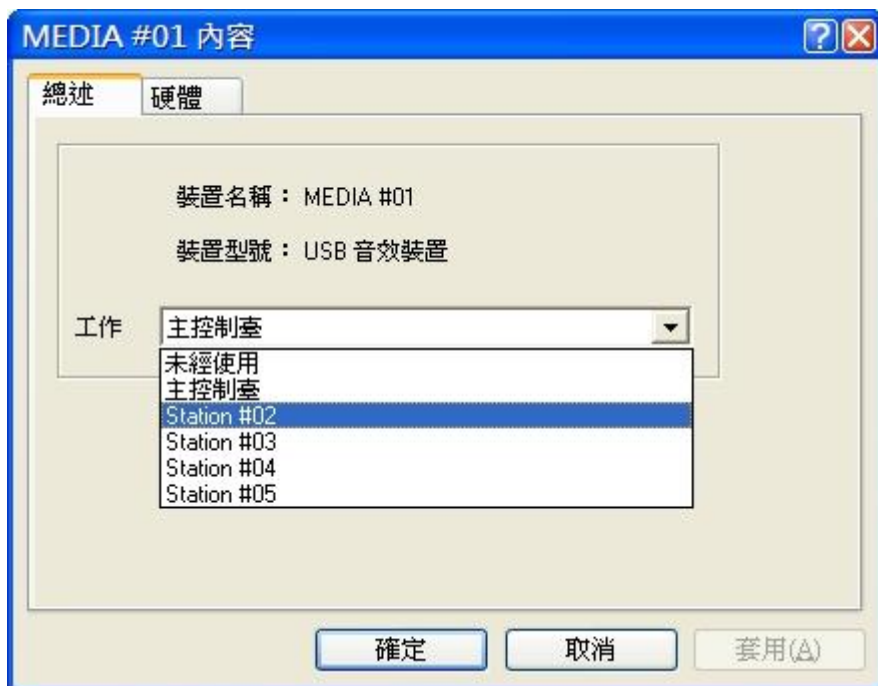 MEDIA #01 內容
總述
硬體
裝置名稱： MEDIA #01
裝置型號： USB 音效裝置
工作
主控制臺
未經使用
主控制臺
Station #02
Station #03
Station #04
Station #05
確定
取消
套用(A)